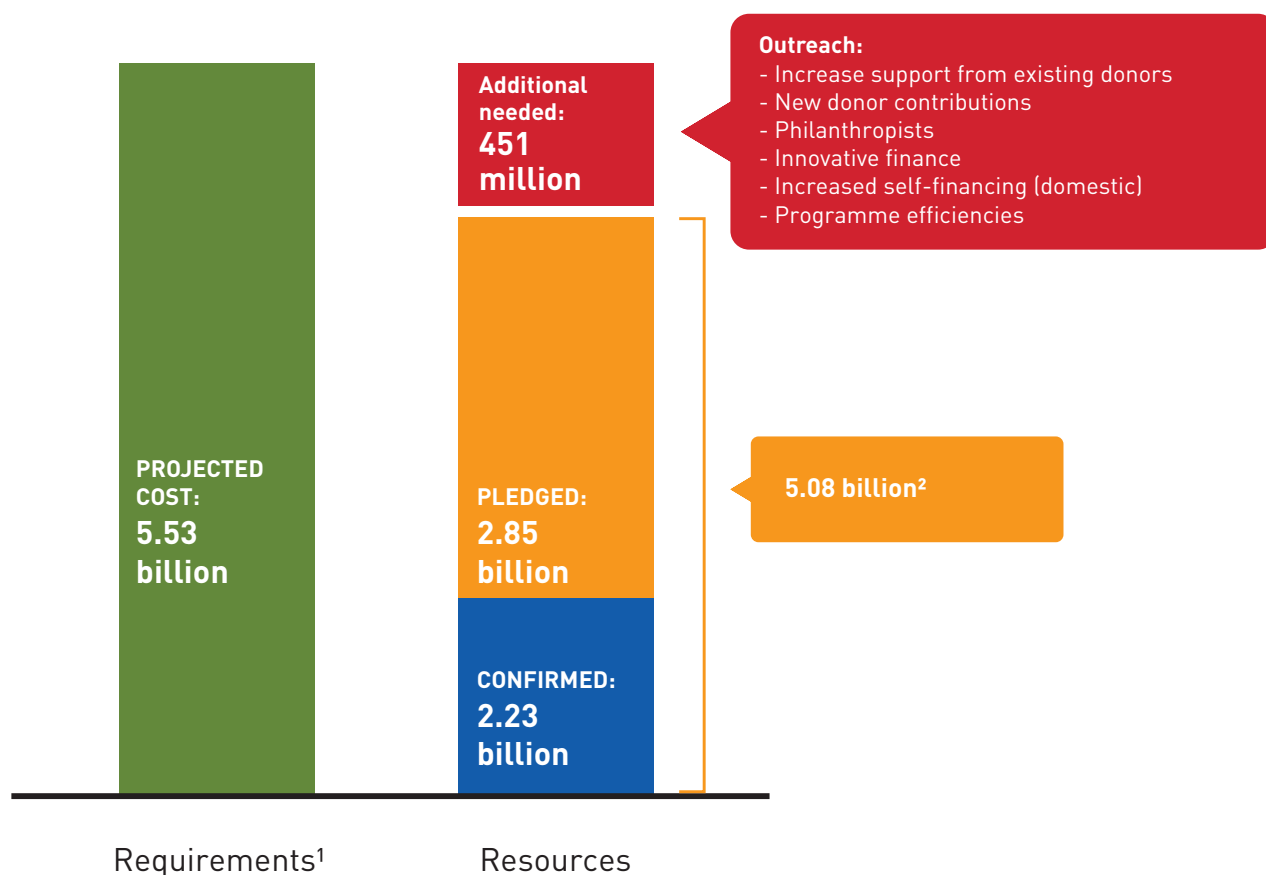 Outreach:
- Increase support from existing donors
- New donor contributions
- Philanthropists
- Innovative finance
- Increased self-financing (domestic)
- Programme efficiencies
Additional
needed:
451
million
PROJECTED
COST:
5.53
billion
PLEDGED:
2.85
billion
5.08 billion²
CONFIRMED:
2.23
billion
Requirements¹
Resources